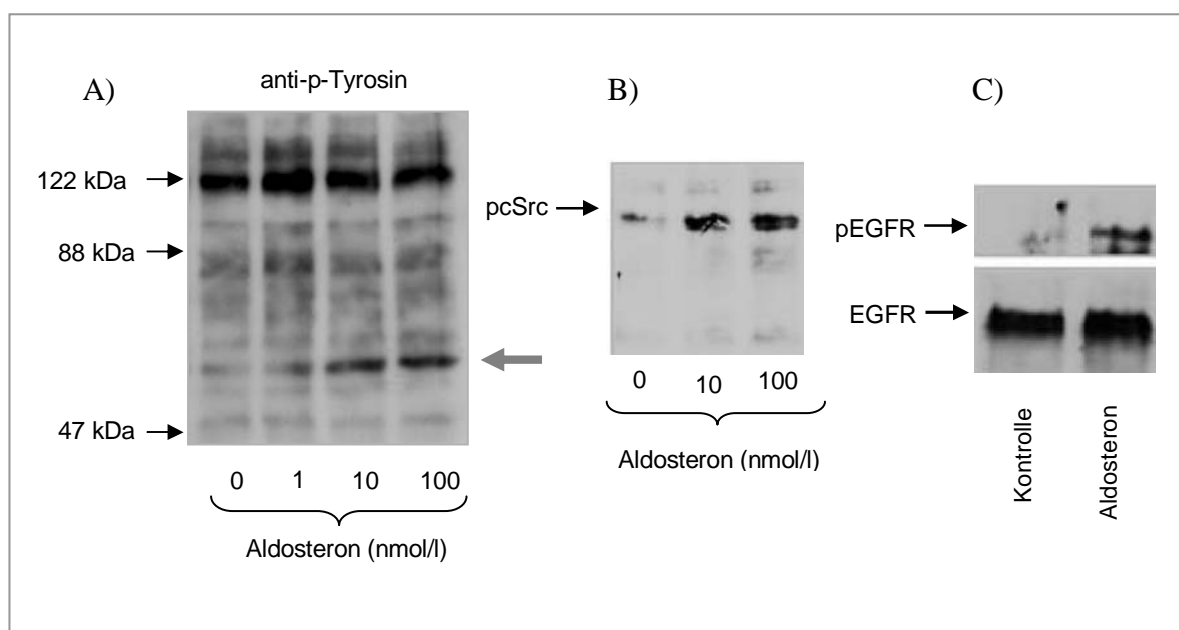 A)
anti-p-Tyrosin
122 kDa
88 kDa
47 kDa
0 1 10 100
Aldosteron (nmol/l)
B)
pcSrc
0 10 100
Aldosteron (nmol/l)
C)
pEGFR
EGFR
Kontrolle
Aldosteron